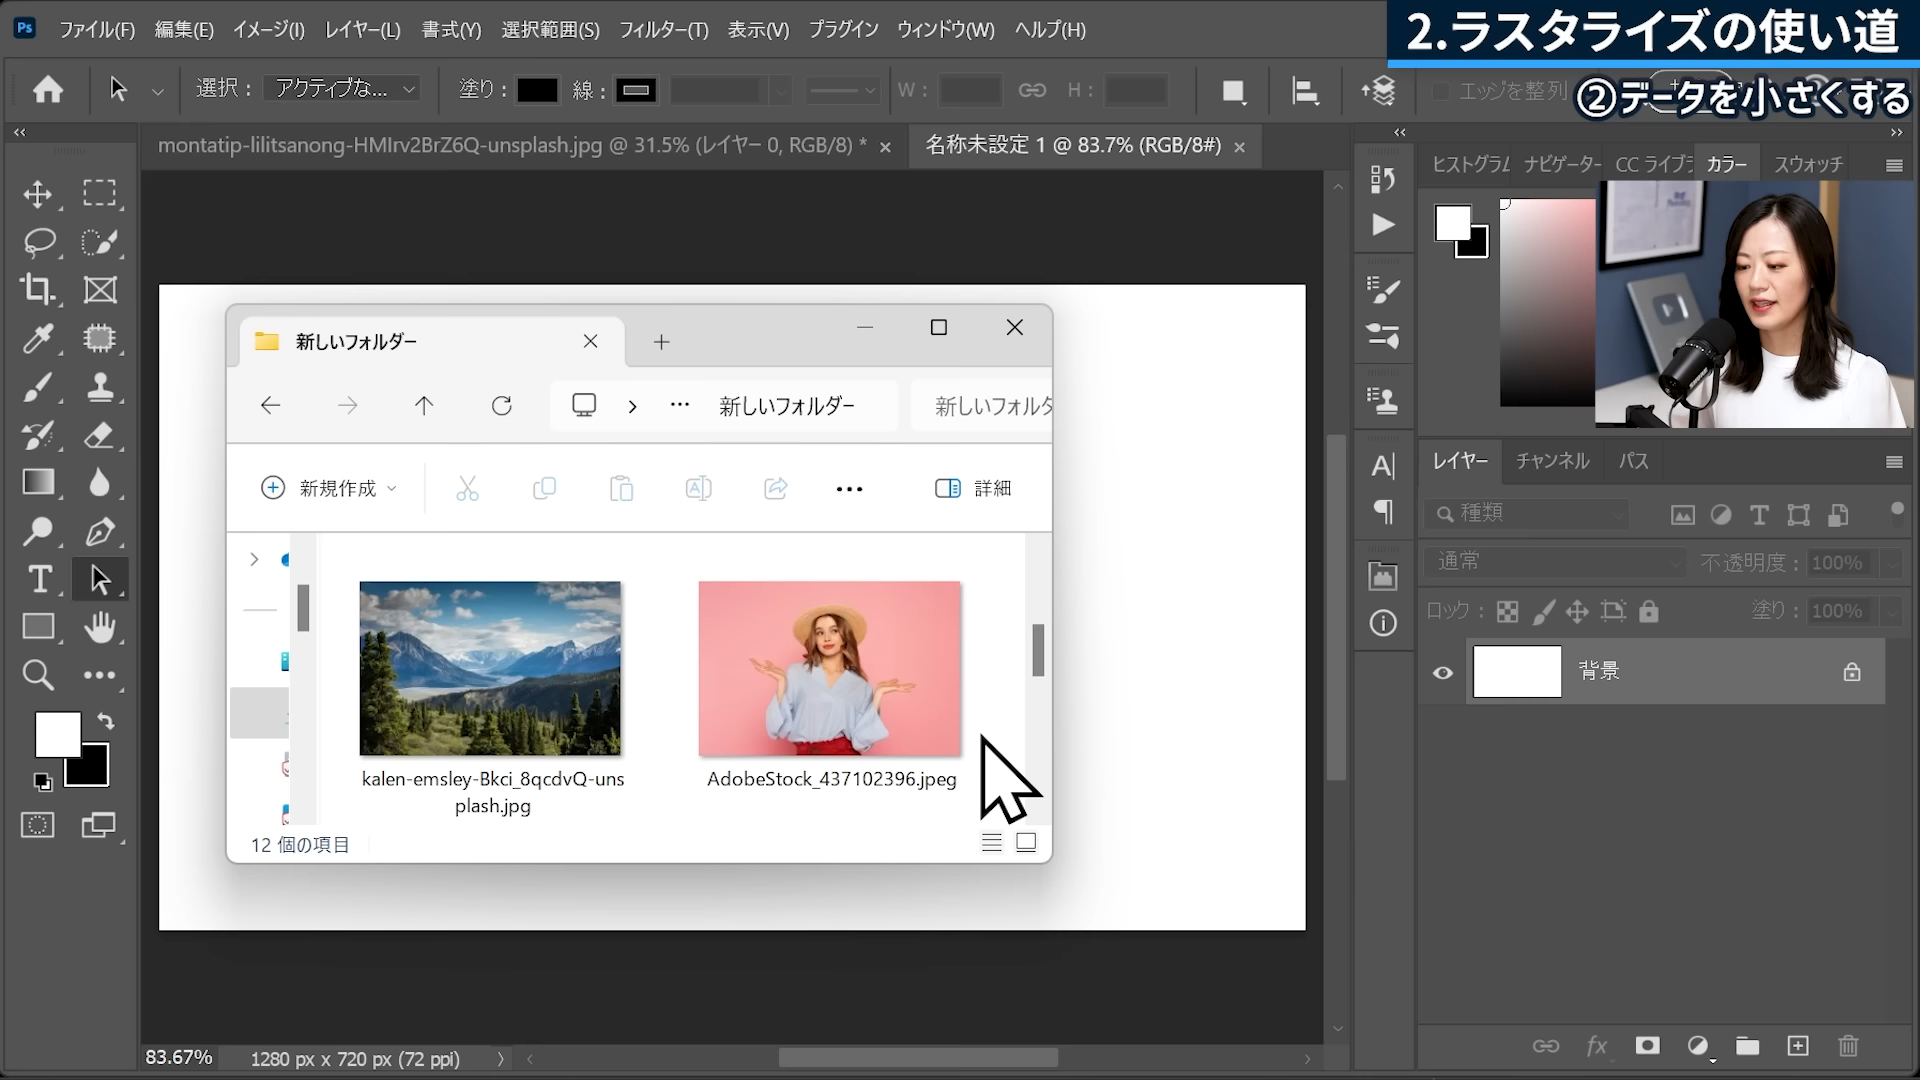 Ps ファイル(F) 編集(E) イメージ(I) レイヤー(L) 書式(Y) 選択範囲(S) フィルター(T) 表示(V) プラグイン ウィンドウ(W) ヘルプ(H)
2.ラスタライズの使い道
選択： アクティブな... 塗り： 線： W： H： エッジを整列
②データを小さくする
montatip-lilitsanong-HMIrv2BrZ6Q-unsplash.jpg @ 31.5% (レイヤー 0, RGB/8) *
名称未設定 1 @ 83.7% (RGB/8#)
ヒストグラム ナビゲーター CC ライブラ カラー スウォッチ
新しいフォルダー
新しいフォルダー
新しいフォルダ
新規作成
詳細
kalen-emsley-Bkci_8qcdvQ-uns
plash.jpg
AdobeStock_437102396.jpeg
12 個の項目
レイヤー チャンネル パス
種類
通常 不透明度： 100%
ロック： 塗り： 100%
背景
83.67% 1280 px x 720 px (72 ppi)